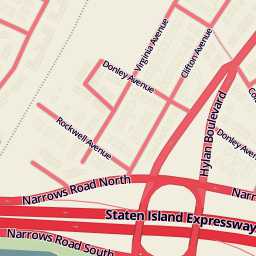 Virginia Avenue
Clifton Avenue
Donley Avenue
Hylan Boulevard
Rockwell Avenue
Donley Avenue
Narrows Road North
Staten Island Expressway
Narrows Road South